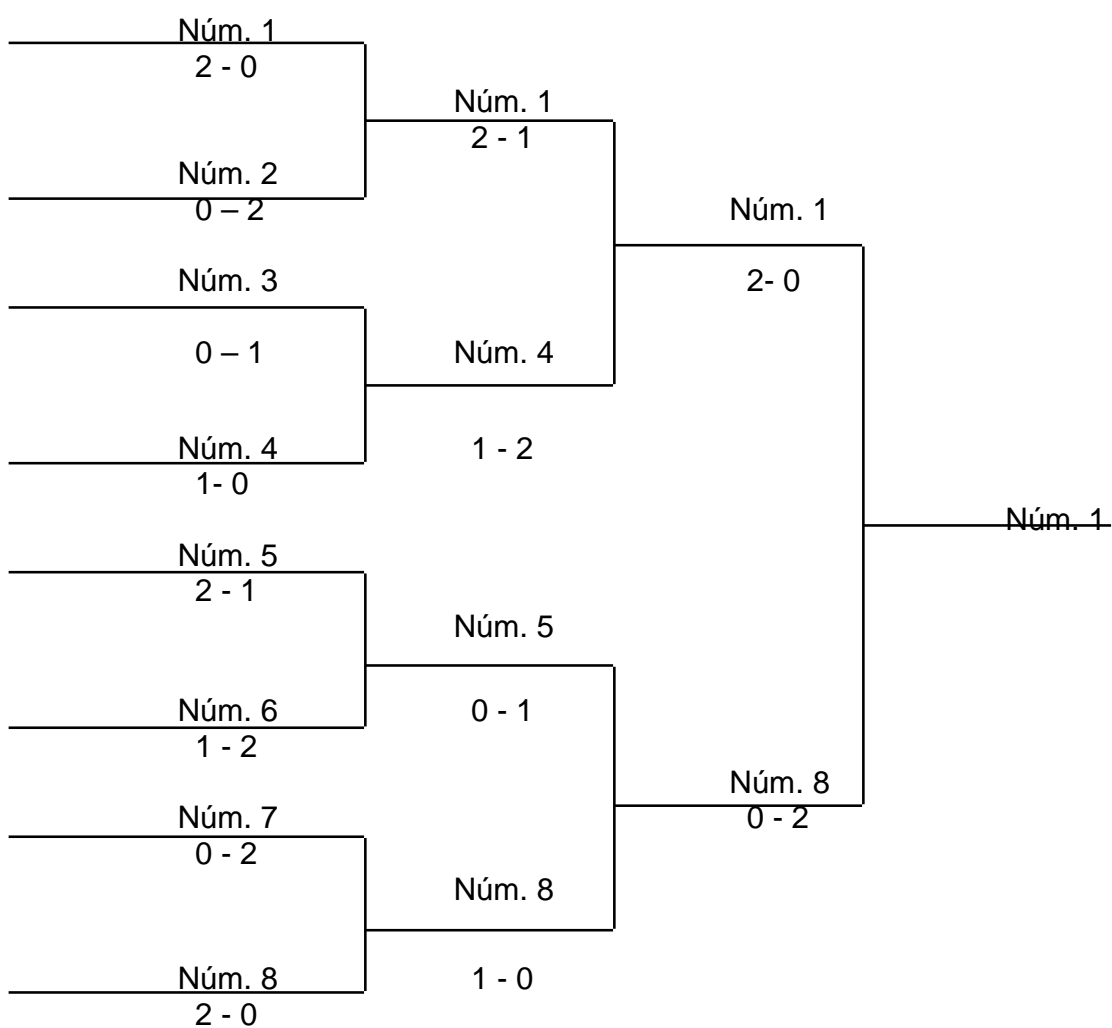 Núm. 1
2 - 0
Núm. 1
2 - 1
Núm. 2
0 – 2
Núm. 1
2- 0
Núm. 3
0 – 1
Núm. 4
1 - 2
Núm. 4
1- 0
Núm. 1
Núm. 5
2 - 1
Núm. 5
0 - 1
Núm. 6
1 - 2
Núm. 8
0 - 2
Núm. 7
0 - 2
Núm. 8
1 - 0
Núm. 8
2 - 0